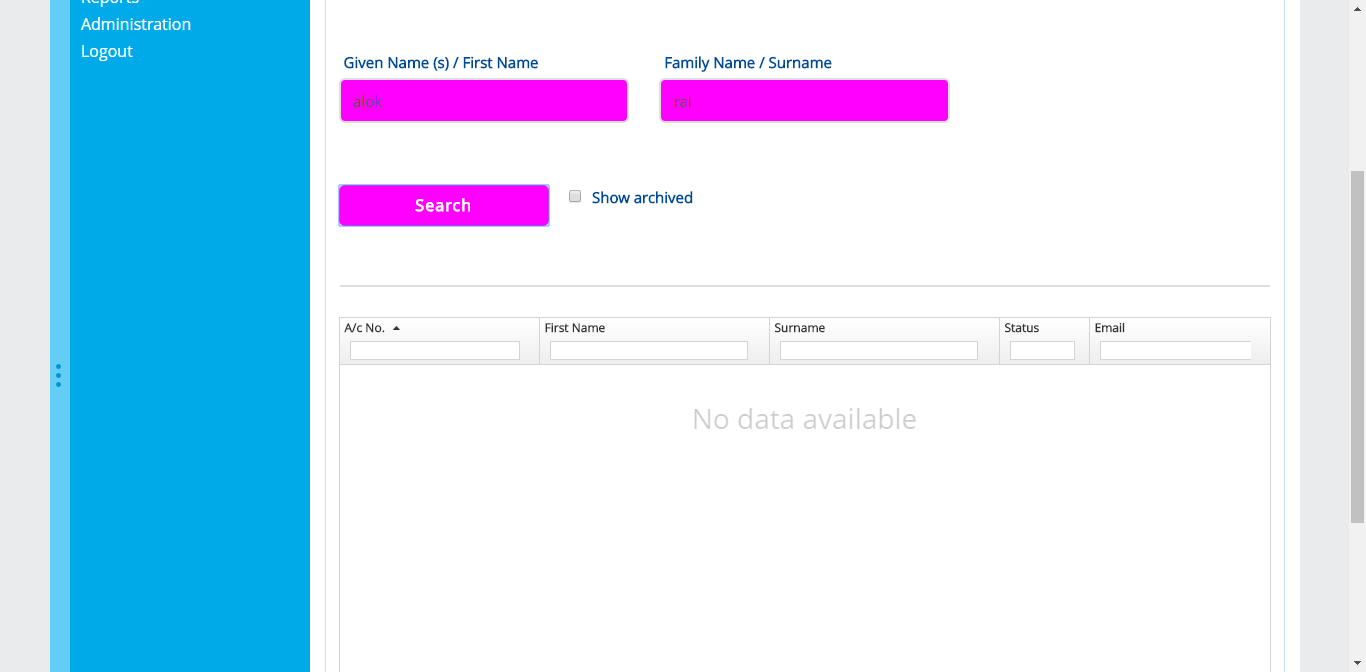 Reports
Administration
Logout
Given Name (s) / First Name
Family Name / Surname
alok
rai
Search
Show archived
A/c No.
First Name
Surname
Status
Email
No data available